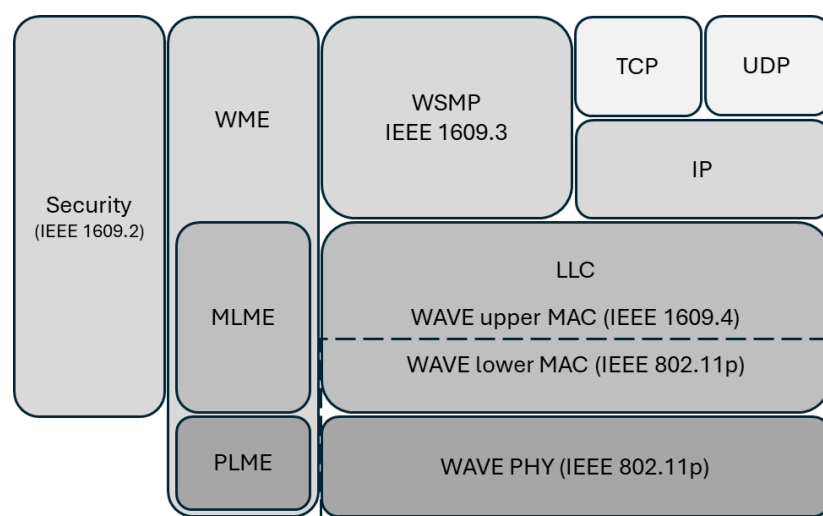 Security
(IEEE 1609.2)
WME
MLME
PLME
WSMP
IEEE 1609.3
TCP
UDP
IP
LLC
WAVE upper MAC (IEEE 1609.4)
WAVE lower MAC (IEEE 802.11p)
WAVE PHY (IEEE 802.11p)